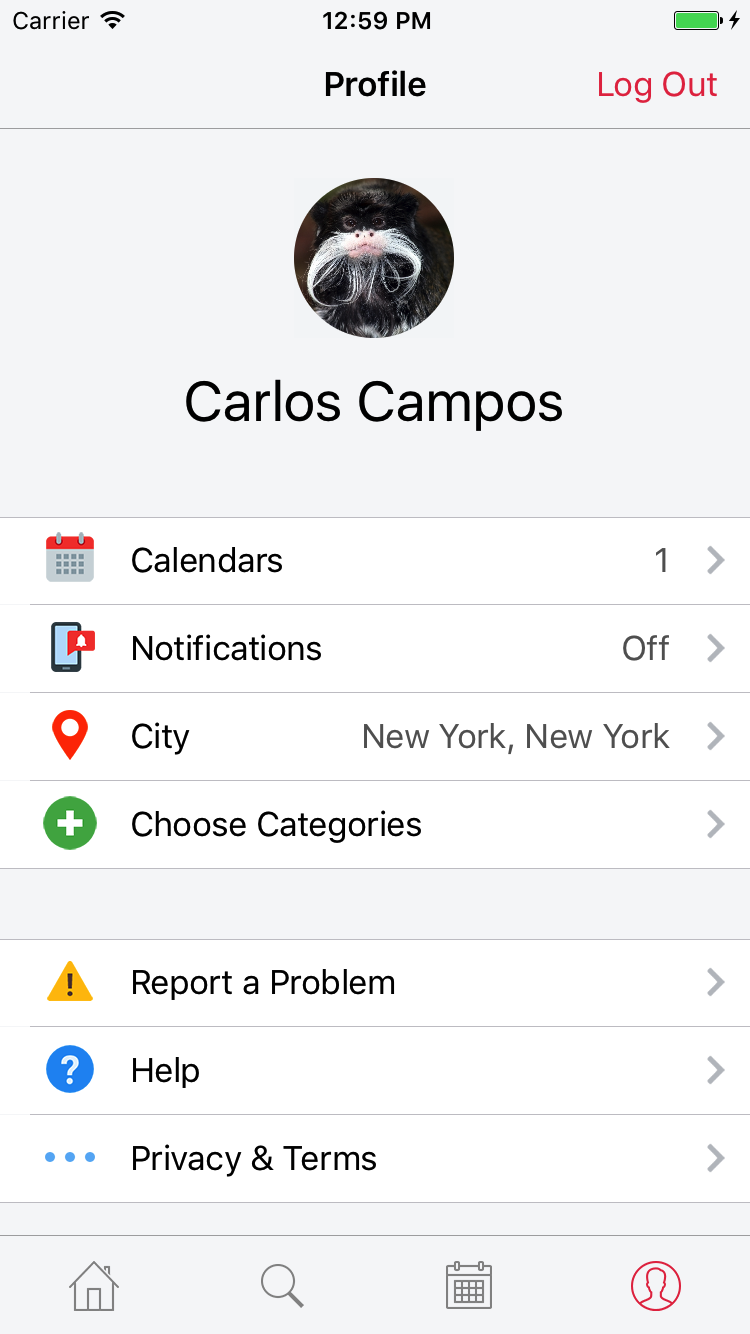 Carrier 12:59 PM
Profile Log Out
Carlos Campos
Calendars 1
Notifications Off
City New York, New York
Choose Categories
Report a Problem
Help
Privacy & Terms